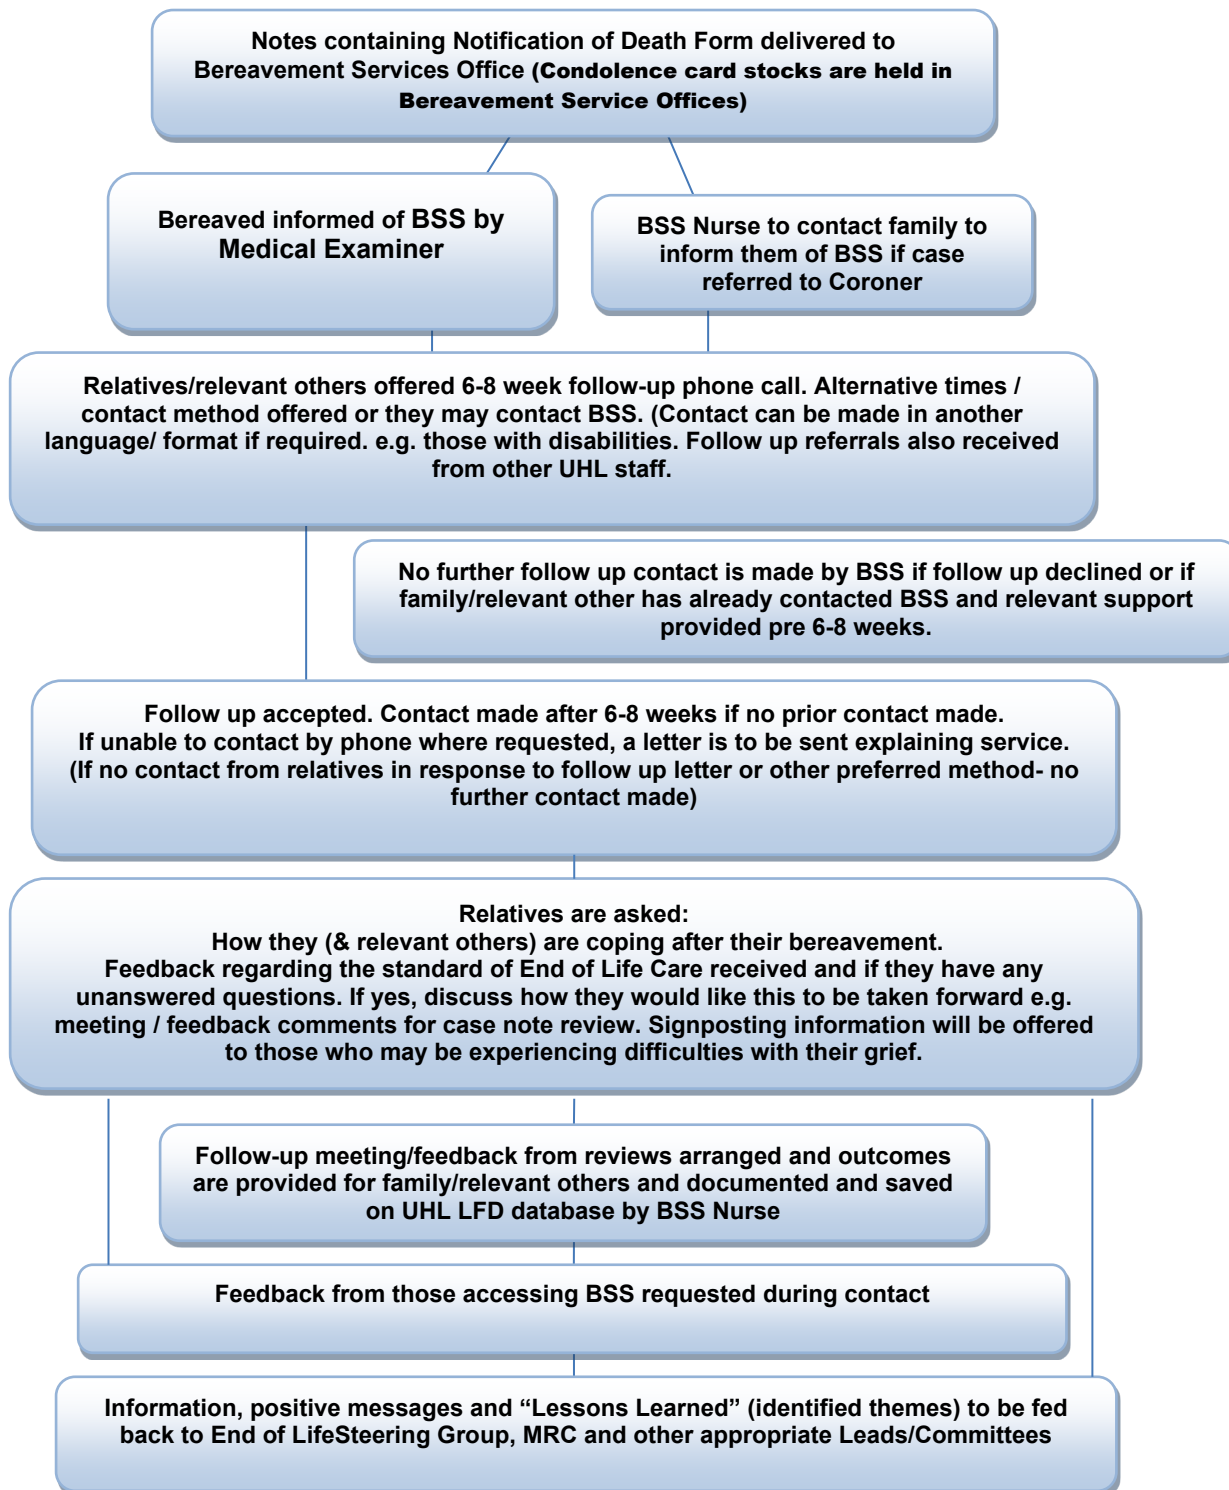 Notes containing Notification of Death Form delivered to
Bereavement Services Office (Condolence card stocks are held in
Bereavement Service Offices)
Bereaved informed of BSS by
Medical Examiner
BSS Nurse to contact family to
inform them of BSS if case
referred to Coroner
Relatives/relevant others offered 6-8 week follow-up phone call. Alternative times /
contact method offered or they may contact BSS. (Contact can be made in another
language/ format if required. e.g. those with disabilities. Follow up referrals also received
from other UHL staff.
No further follow up contact is made by BSS if follow up declined or if
family/relevant other has already contacted BSS and relevant support
provided pre 6-8 weeks.
Follow up accepted. Contact made after 6-8 weeks if no prior contact made.
If unable to contact by phone where requested, a letter is to be sent explaining service.
(If no contact from relatives in response to follow up letter or other preferred method- no
further contact made)
Relatives are asked:
How they (& relevant others) are coping after their bereavement.
Feedback regarding the standard of End of Life Care received and if they have any
unanswered questions. If yes, discuss how they would like this to be taken forward e.g.
meeting / feedback comments for case note review. Signposting information will be offered
to those who may be experiencing difficulties with their grief.
Follow-up meeting/feedback from reviews arranged and outcomes
are provided for family/relevant others and documented and saved
on UHL LFD database by BSS Nurse
Feedback from those accessing BSS requested during contact
Information, positive messages and “Lessons Learned” (identified themes) to be fed
back to End of LifeSteering Group, MRC and other appropriate Leads/Committees